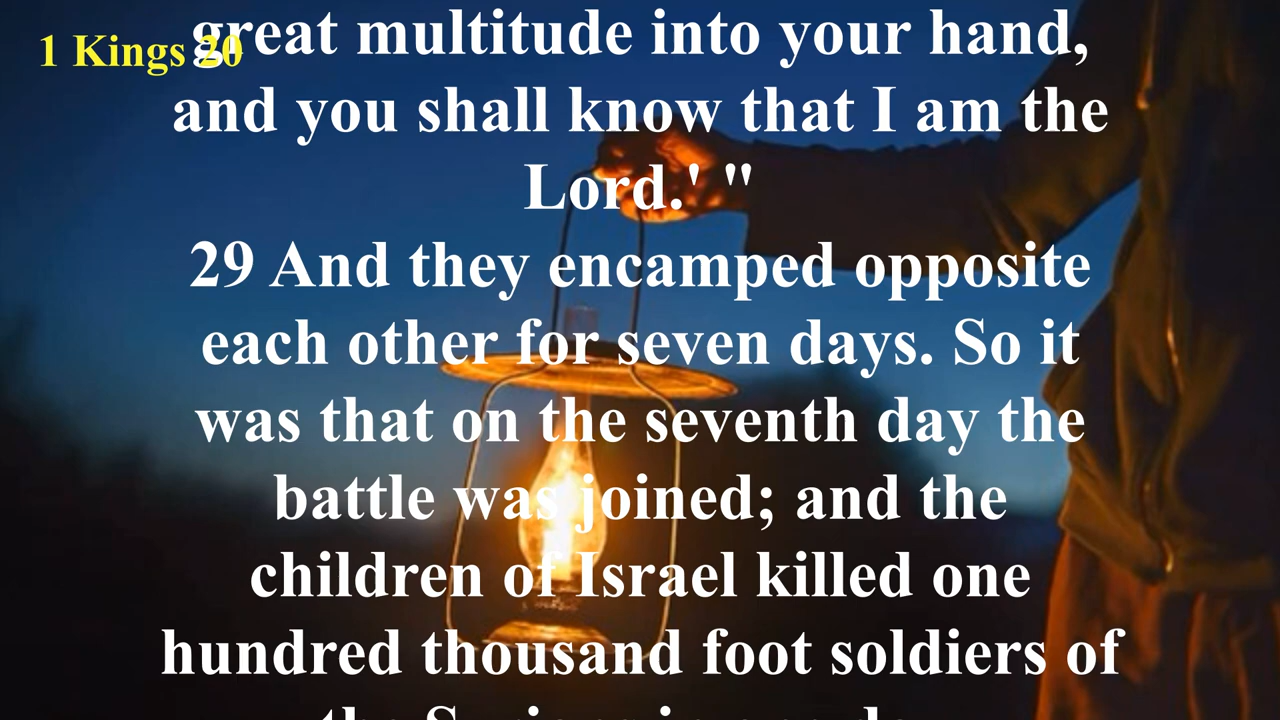 1 Kings 20
great multitude into your hand,
and you shall know that I am the
Lord.' "
29 And they encamped opposite
each other for seven days. So it
was that on the seventh day the
battle was joined; and the
children of Israel killed one
hundred thousand foot soldiers of